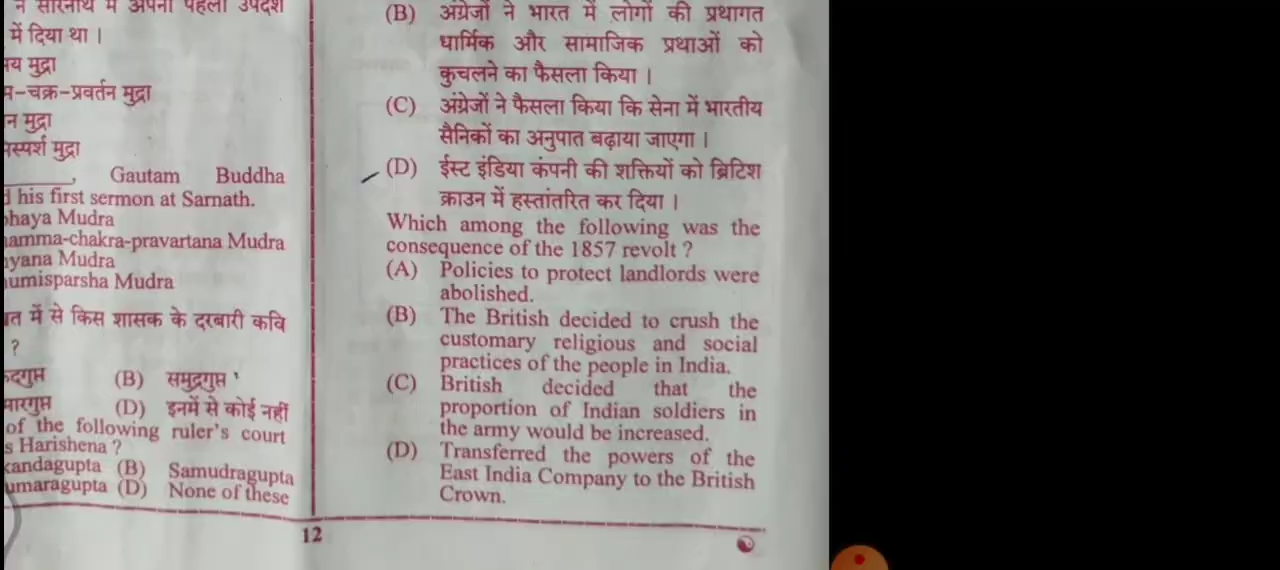 न सारनाथ में अपना पहला उपदेश
में दिया था ।
मुद्रा
चक्र-प्रवर्तन मुद्रा
मुद्रा
मुद्रा
________, Gautam Buddha
his first sermon at Sarnath.
Mudra
chakra-pravartana Mudra
Mudra
Mudra
में से किस शासक के दरबारी कवि
?
(B) समुद्रगुप्त
(D) इनमें से कोई नहीं
of the following ruler's court
s Harishena ?
(B) Samudragupta
(D) None of these
(B) अंग्रेजों ने भारत में लोगों की प्रथागत
धार्मिक और सामाजिक प्रथाओं को
कुचलने का फैसला किया ।
(C) अंग्रेजों ने फैसला किया कि सेना में भारतीय
सैनिकों का अनुपात बढ़ाया जाएगा ।
(D) ईस्ट इंडिया कंपनी की शक्तियों को ब्रिटिश
क्राउन में हस्तांतरित कर दिया ।
Which among the following was the
consequence of the 1857 revolt ?
(A) Policies to protect landlords were
abolished.
(B) The British decided to crush the
customary religious and social
practices of the people in India.
(C) British decided that the
proportion of Indian soldiers in
the army would be increased.
(D) Transferred the powers of the
East India Company to the British
Crown.
12